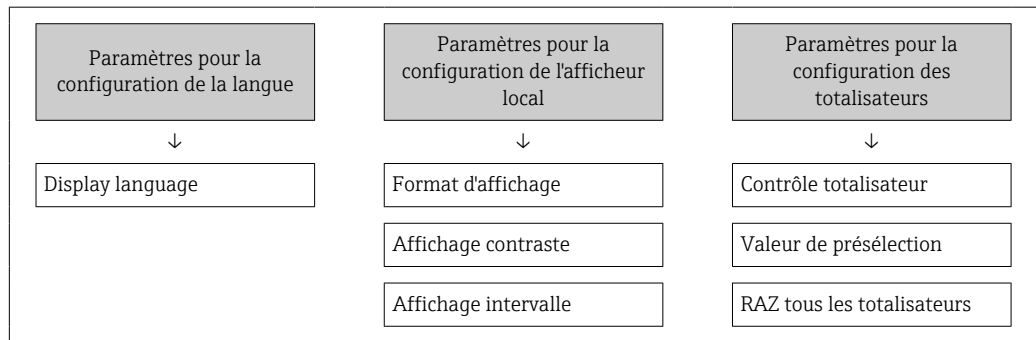 Paramètres pour la
configuration de la langue
↓
Display language
Paramètres pour la
configuration de l'afficheur
local
↓
Format d'affichage
Affichage contraste
Affichage intervalle
Paramètres pour la
configuration des
totalisateurs
↓
Contrôle totalisateur
Valeur de présélection
RAZ tous les totalisateurs